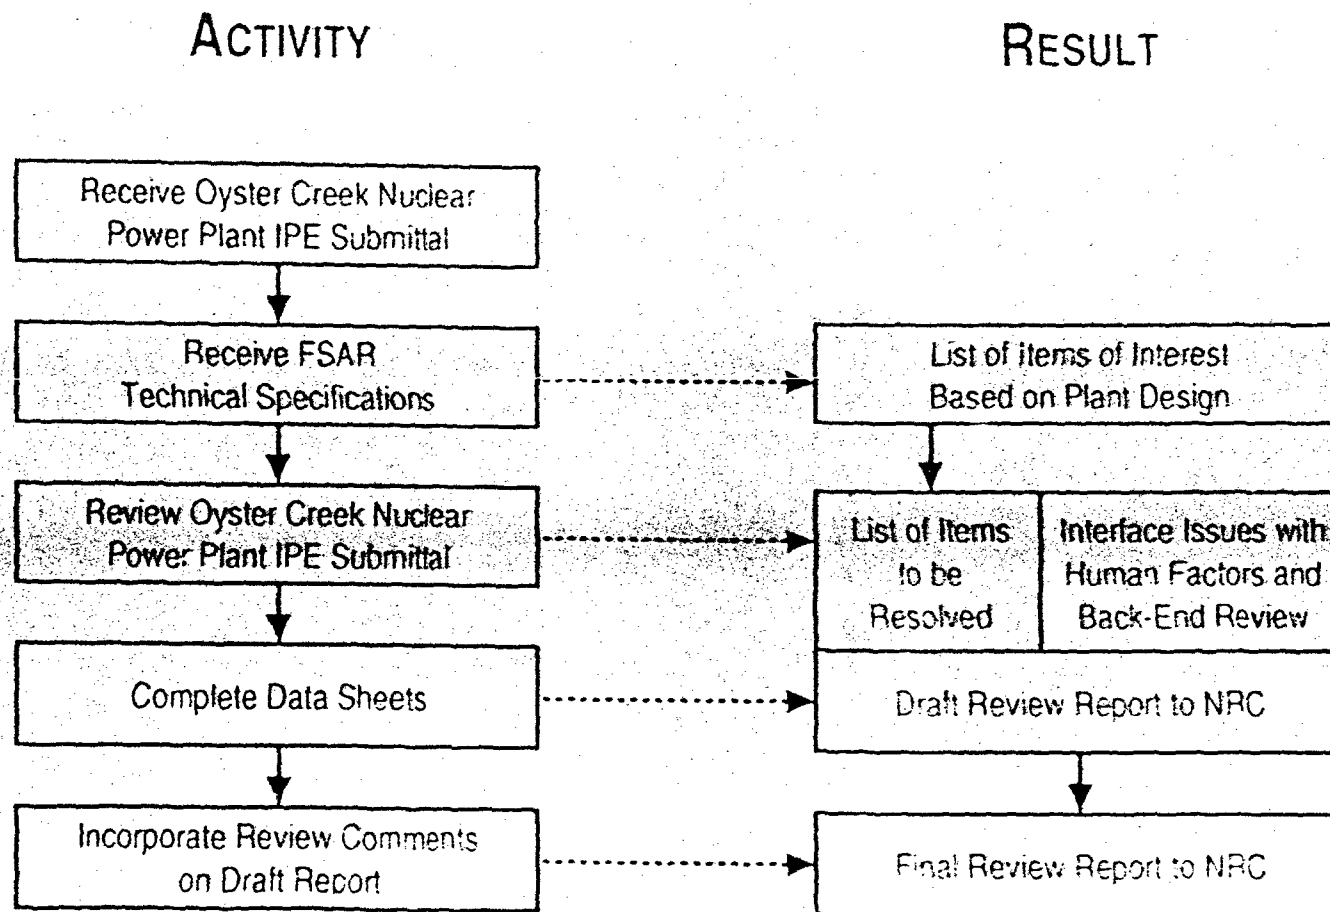 ACTIVITY
RESULT
Receive Oyster Creek Nuclear
Power Plant IPE Submittal
Receive FSAR
Technical Specifications
List of Items of Interest
Based on Plant Design
Review Oyster Creek Nuclear
Power Plant IPE Submittal
List of Items
to be
Resolved
Interface Issues with
Human Factors and
Back-End Review
Complete Data Sheets
Draft Review Report to NRC
Incorporate Review Comments
on Draft Report
Final Review Report to NRC